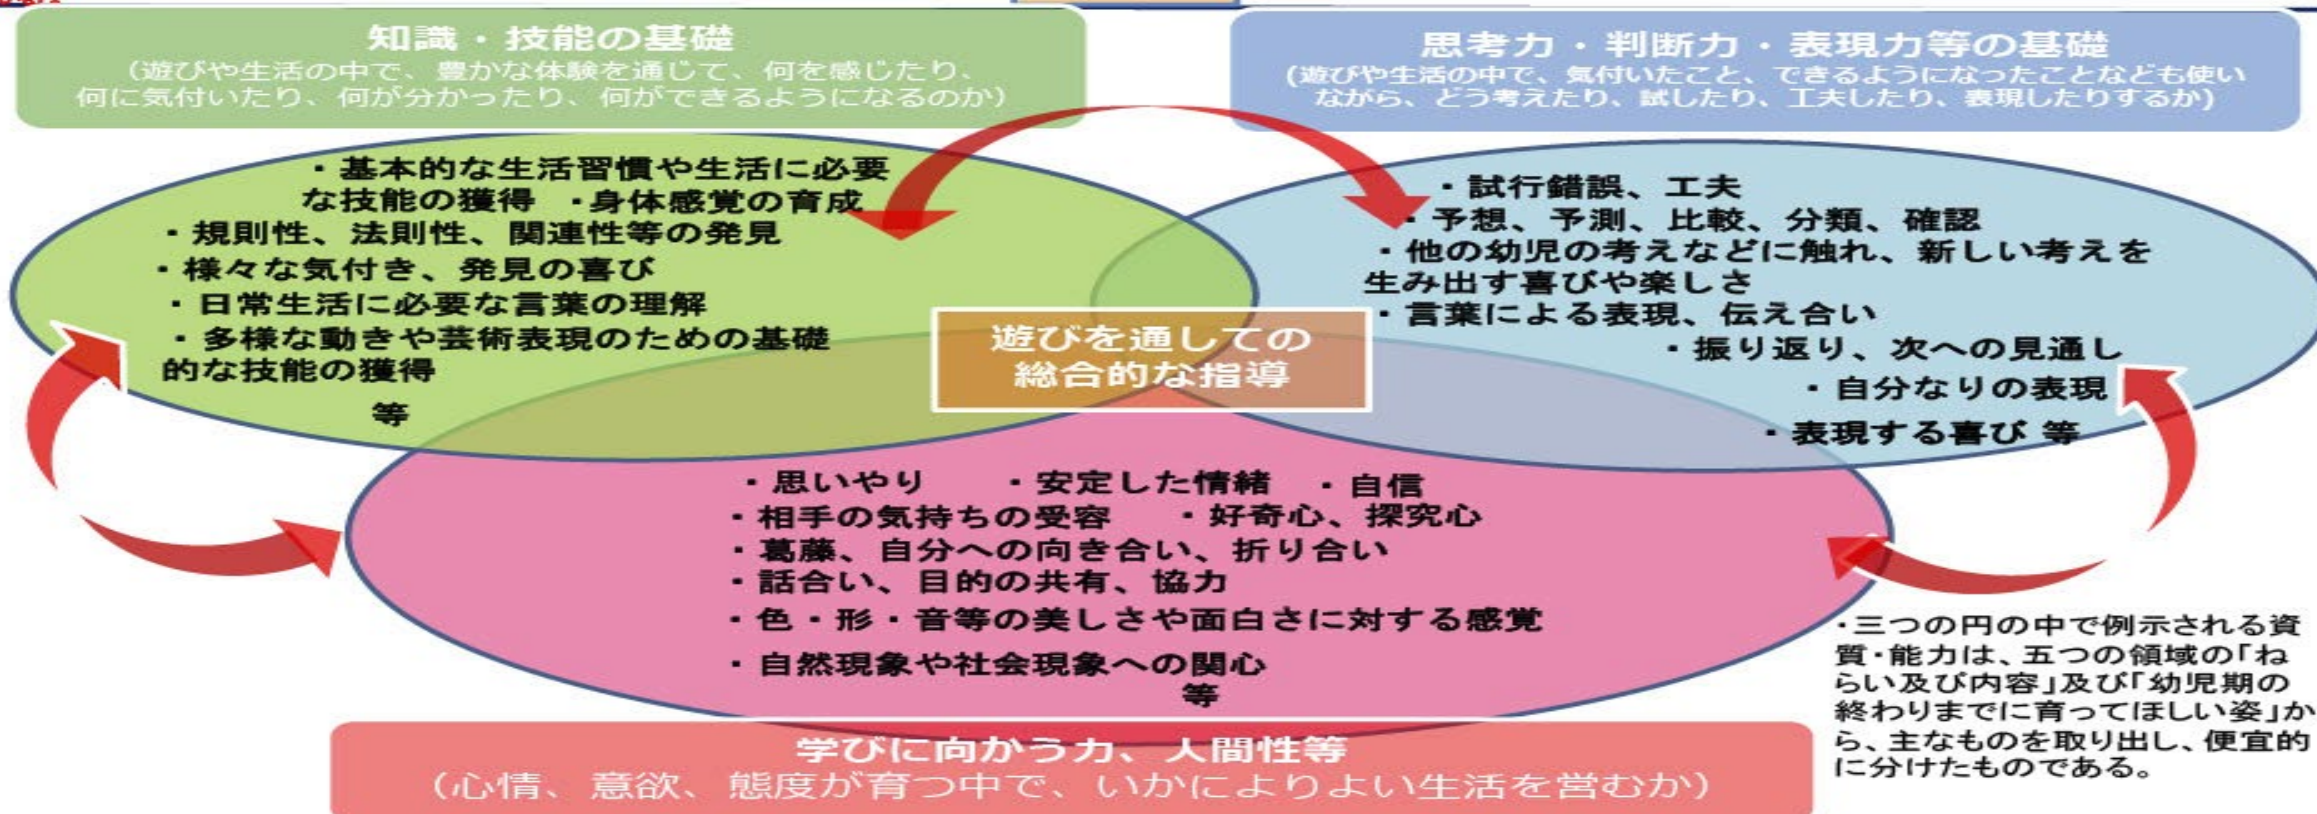 知識・技能の基礎
（遊びや生活の中で、豊かな体験を通じて、何を感じたり、
何に気付いたり、何が分かったり、何ができるようになるのか）
思考力・判断力・表現力等の基礎
(遊びや生活の中で、気付いたこと、できるようになったことなども使い
ながら、どう考えたり、試したり、工夫したり、表現したりするか)
・基本的な生活習慣や生活に必要
な技能の獲得　・身体感覚の育成
・規則性、法則性、関連性等の発見
・様々な気付き、発見の喜び
・日常生活に必要な言葉の理解
・多様な動きや芸術表現のための基礎
的な技能の獲得
等
・試行錯誤、工夫
・予想、予測、比較、分類、確認
・他の幼児の考えなどに触れ、新しい考えを
生み出す喜びや楽しさ
・言葉による表現、伝え合い
・振り返り、次への見通し
・自分なりの表現
・表現する喜び 等
遊びを通しての
総合的な指導
・思いやり　　・安定した情緒　・自信
・相手の気持ちの受容　　・好奇心、探究心
・葛藤、自分への向き合い、折り合い
・話合い、目的の共有、協力
・色・形・音等の美しさや面白さに対する感覚
・自然現象や社会現象への関心
等
学びに向かう力、人間性等
（心情、意欲、態度が育つ中で、いかによりよい生活を営むか）
・三つの円の中で例示される資
質・能力は、五つの領域の「ね
らい及び内容」及び「幼児期の
終わりまでに育ってほしい姿」か
ら、主なものを取り出し、便宜的
に分けたものである。